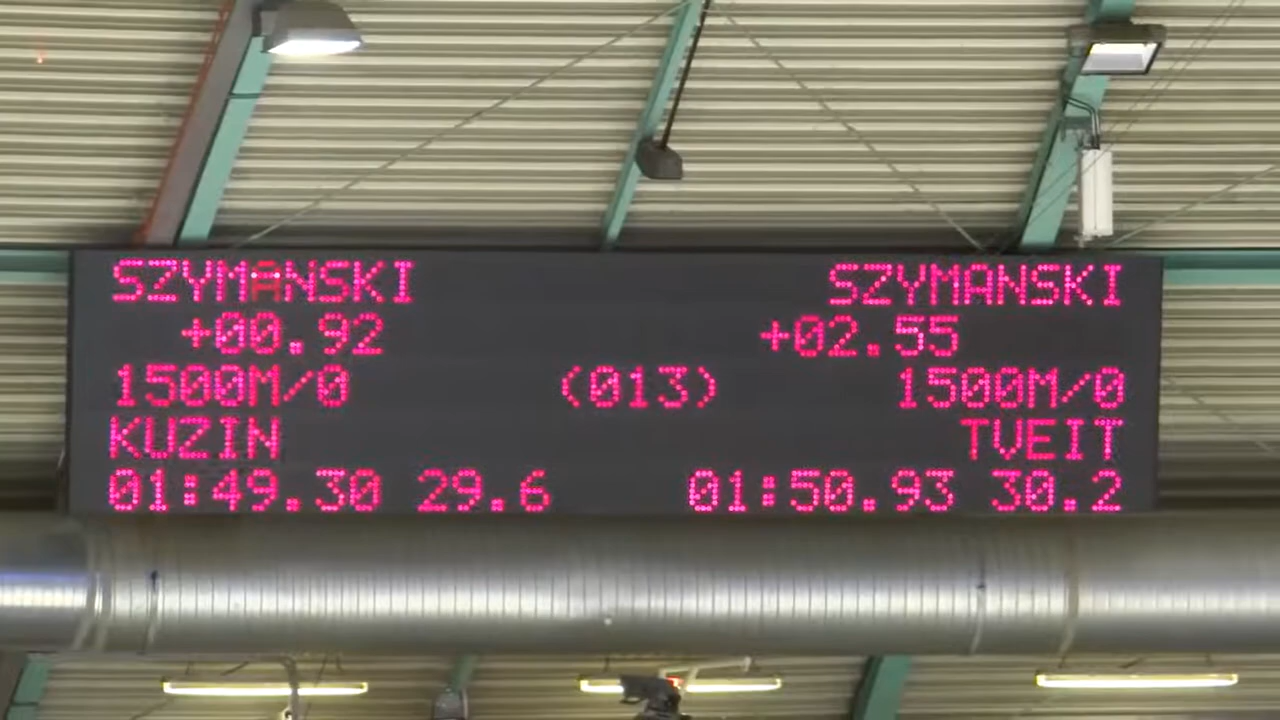 SZYMANSKI SZYMANSKI
+00.92 +02.55
1500M/0 (013) 1500M/0
KUZIN TVEIT
01:49.30 29.6 01:50.93 30.2